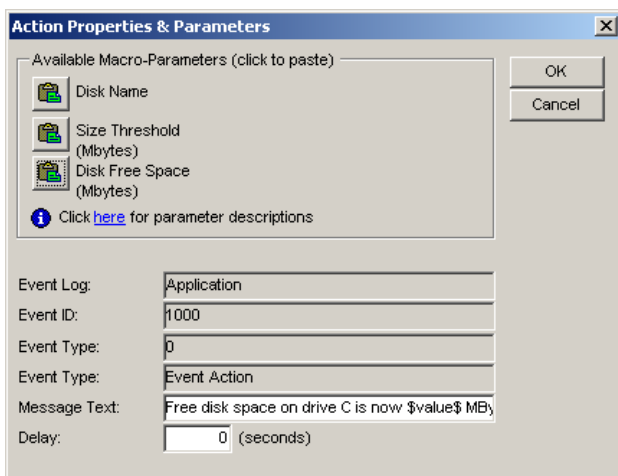 Action Properties & Parameters
Available Macro-Parameters (click to paste)
OK
Disk Name
Cancel
Size Threshold
(Mbytes)
Disk Free Space
(Mbytes)
Click here for parameter descriptions
Event Log: Application
Event ID: 1000
Event Type: 0
Event Type: Event Action
Message Text: Free disk space on drive C is now $value$ MBy
Delay: 0 (seconds)